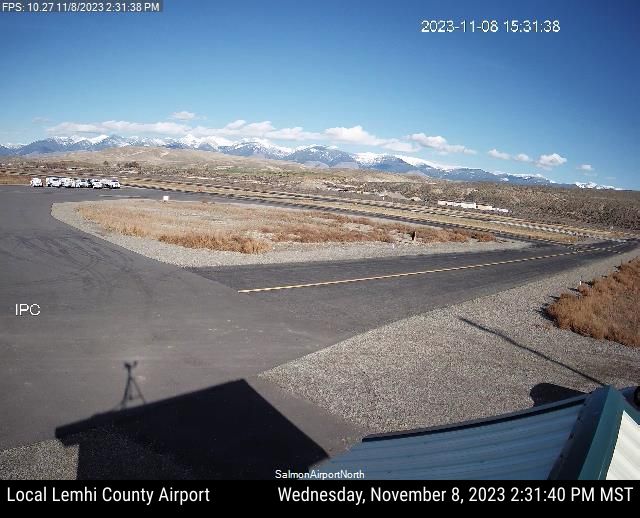 FPS: 10.27 11/8/2023 2:31:38 PM
2023-11-08 15:31:38
IPC
SalmonAirportNorth
Local Lemhi County Airport Wednesday, November 8, 2023 2:31:40 PM MST